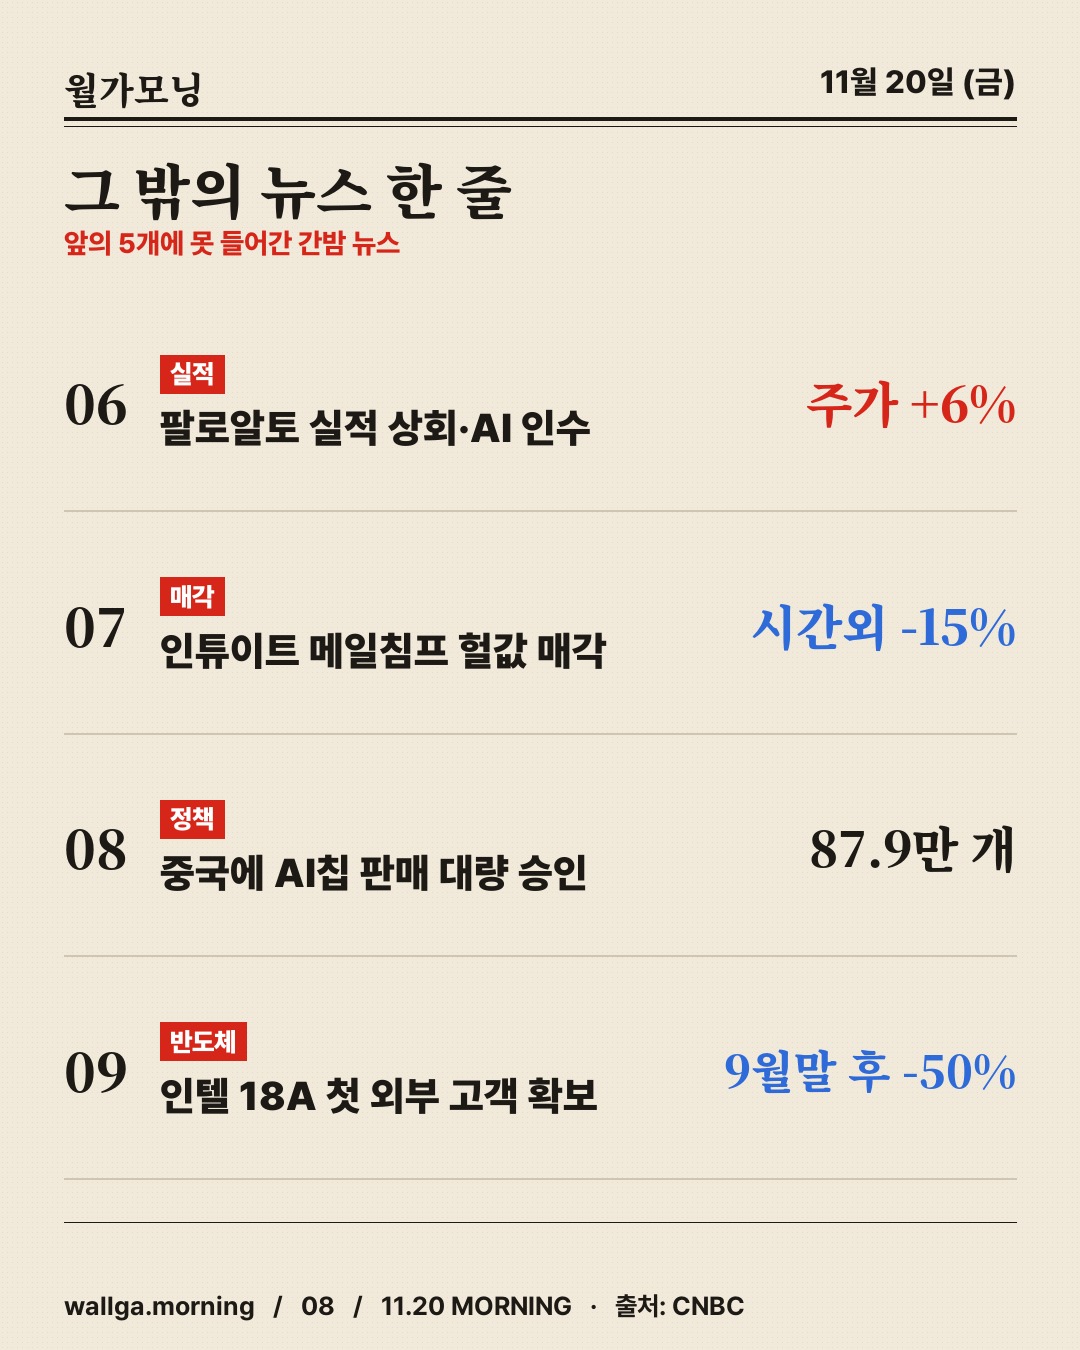 월가모닝
11월 20일 (금)
그 밖의 뉴스 한 줄
앞의 5개에 못 들어간 간밤 뉴스
06
실적
팔로알토 실적 상회·AI 인수
주가 +6%
07
매각
인튜이트 메일침프 헐값 매각
시간외 -15%
08
정책
중국에 AI칩 판매 대량 승인
87.9만 개
09
반도체
인텔 18A 첫 외부 고객 확보
9월말 후 -50%
wallga.morning / 08 / 11.20 MORNING · 출처: CNBC